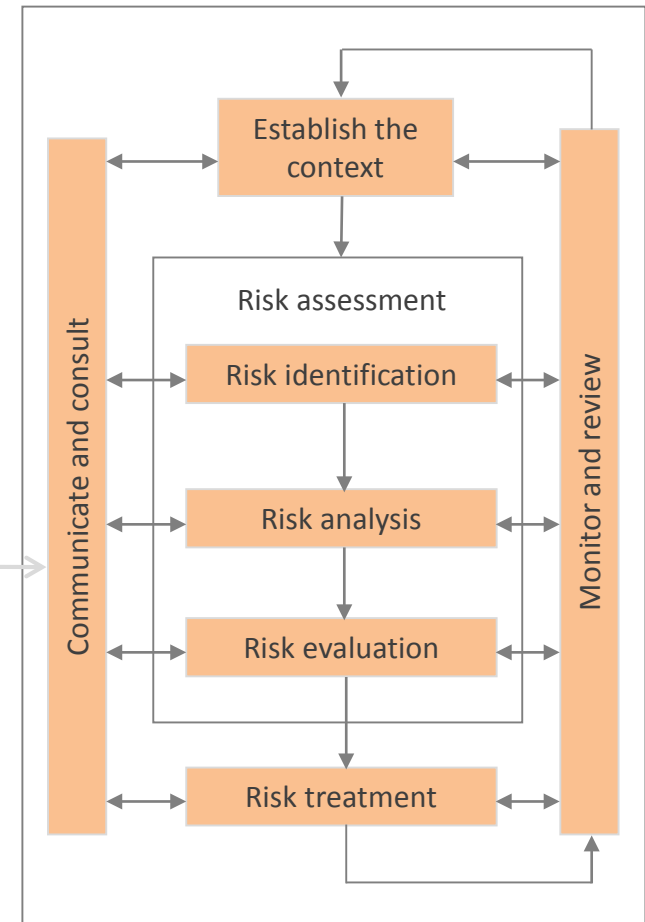 Establish the
context
Risk assessment
Communicate and consult
Risk identification
Monitor and review
Risk analysis
Risk evaluation
Risk treatment